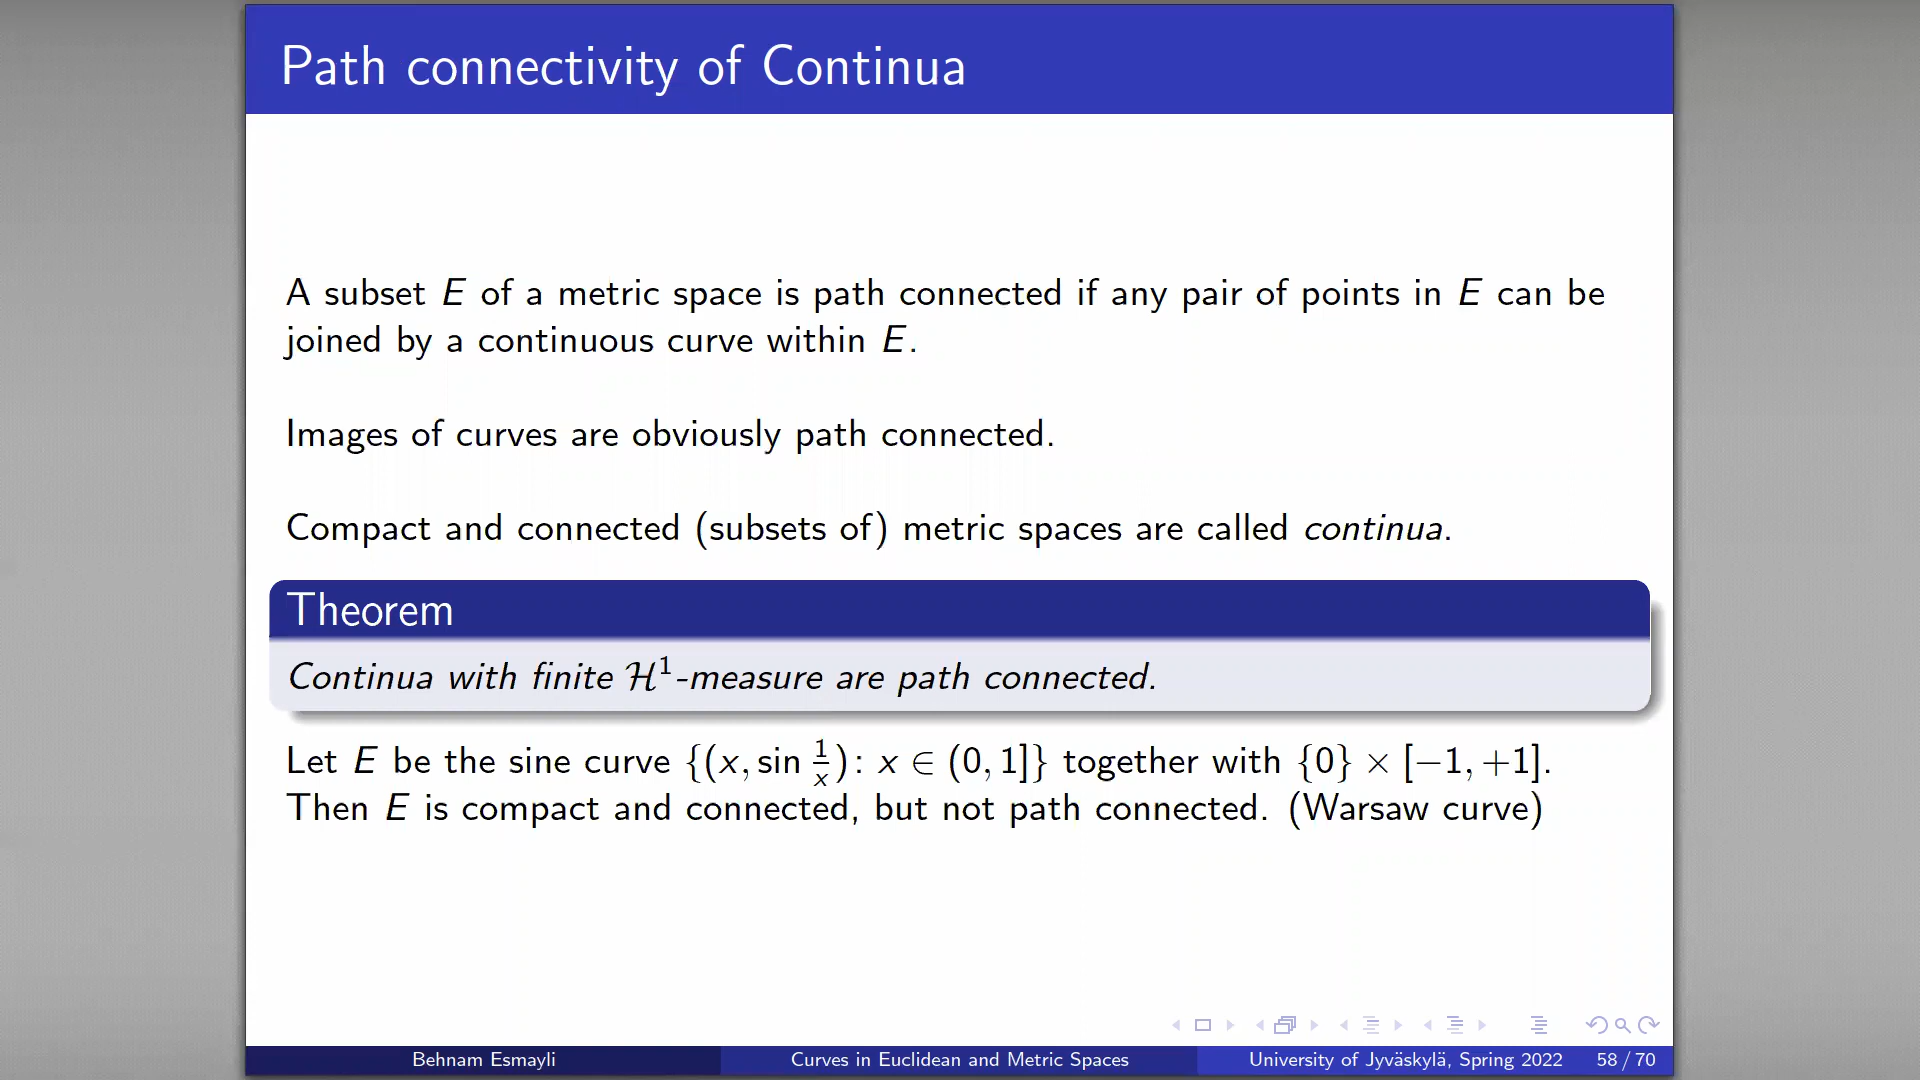 Path connectivity of Continua
A subset E of a metric space is path connected if any pair of points in E can be
joined by a continuous curve within E.
Images of curves are obviously path connected.
Compact and connected (subsets of) metric spaces are called continua.
Theorem
Continua with finite ℋ¹-measure are path connected.
Let E be the sine curve {(x, sin 1/x) : x ∈ (0, 1]} together with {0} × [−1, +1].
Then E is compact and connected, but not path connected. (Warsaw curve)
Behnam Esmayli
Curves in Euclidean and Metric Spaces
University of Jyväskylä, Spring 2022
58 / 70